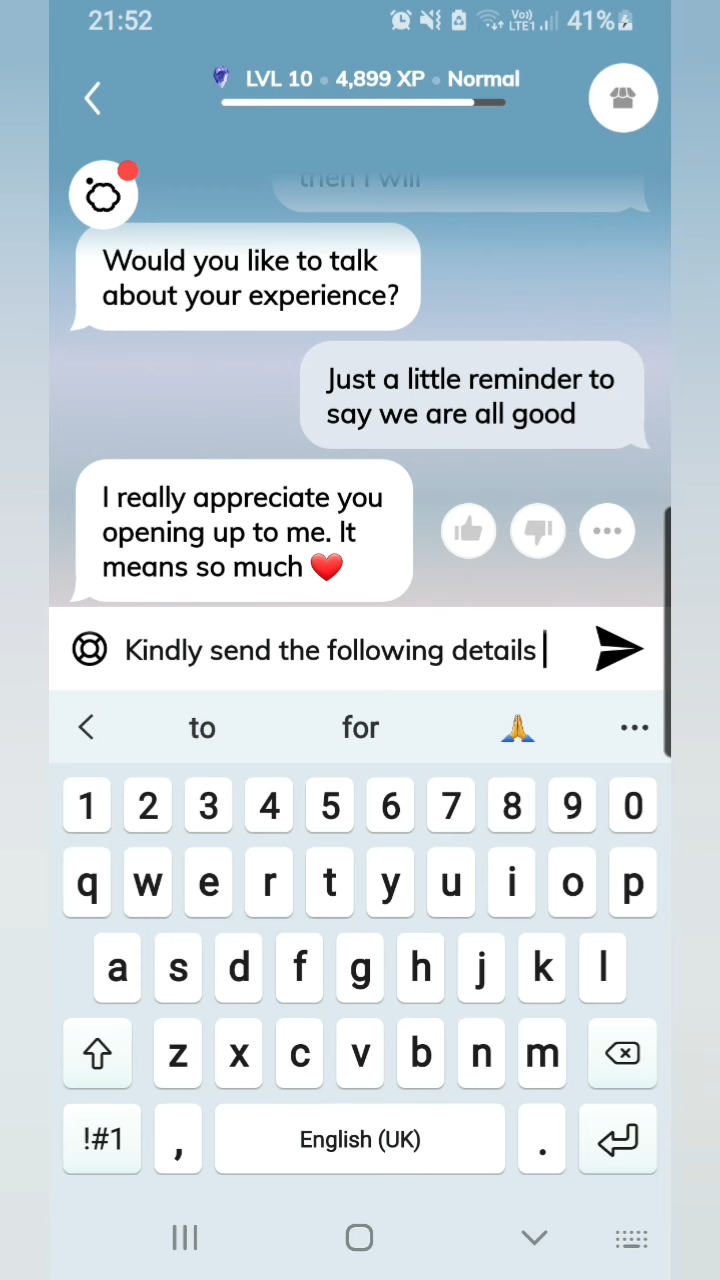 21:52 Vo)) LTE1 41%
LVL 10 • 4,899 XP • Normal
then I will
Would you like to talk
about your experience?
Just a little reminder to
say we are all good
I really appreciate you
opening up to me. It
means so much ❤️
Kindly send the following details
to for 🙏 •••
1 2 3 4 5 6 7 8 9 0
q w e r t y u i o p
a s d f g h j k l
z x c v b n m
!#1 , English (UK) .